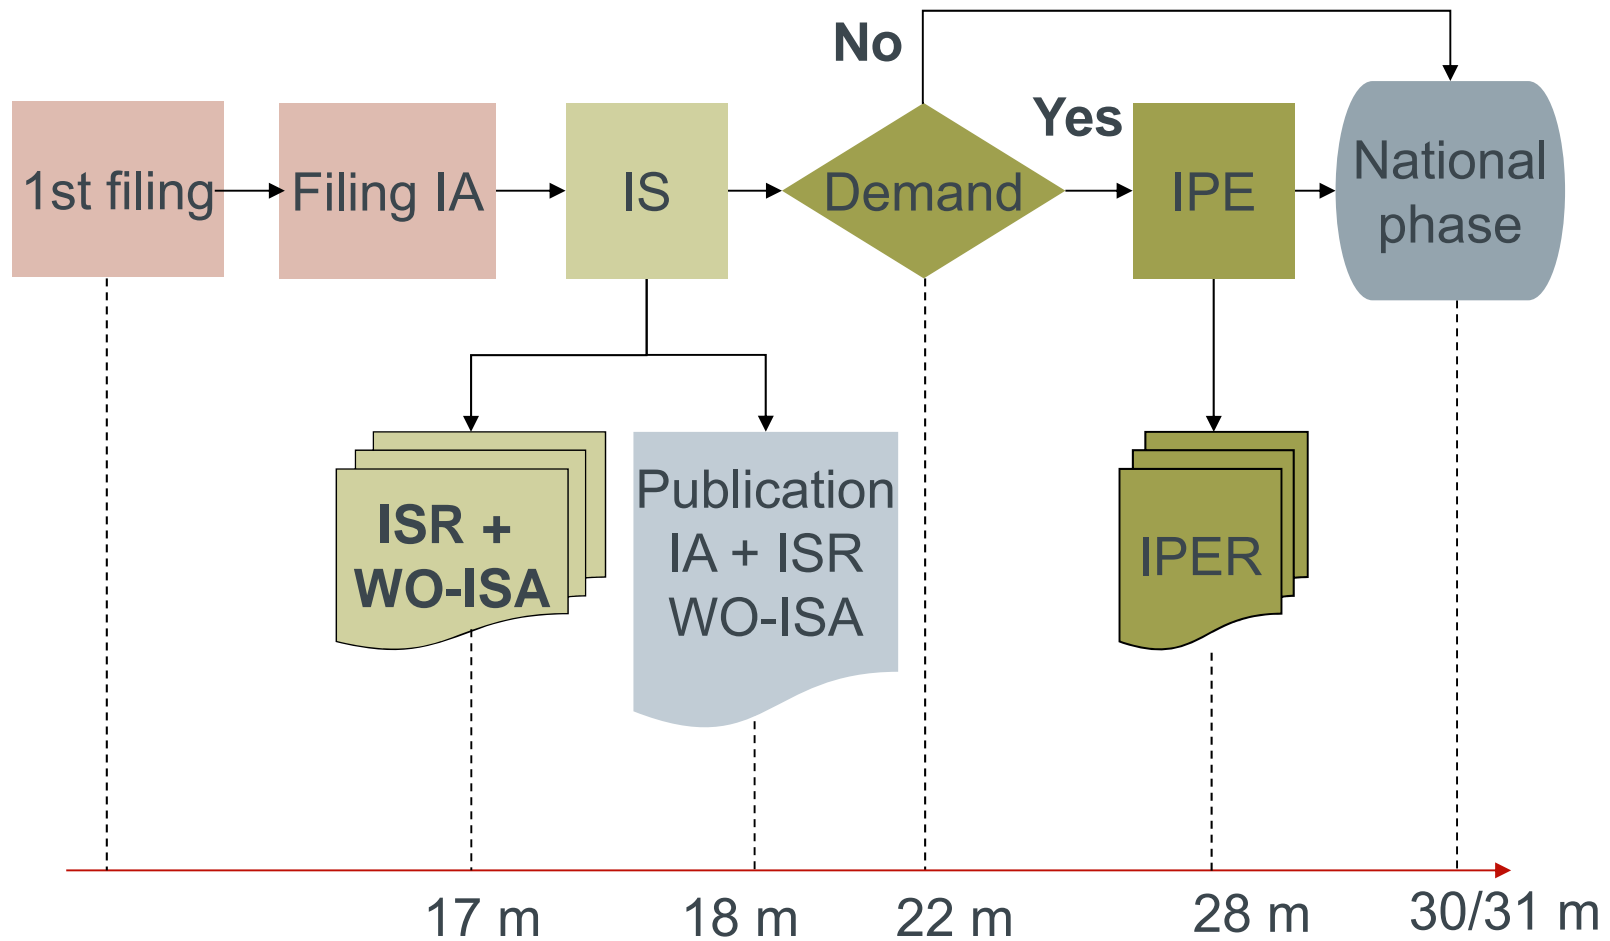 No
Yes
1st filing
Filing IA
IS
Demand
IPE
National
phase
ISR +
WO-ISA
Publication
IA + ISR
WO-ISA
IPER
17 m
18 m
22 m
28 m
30/31 m